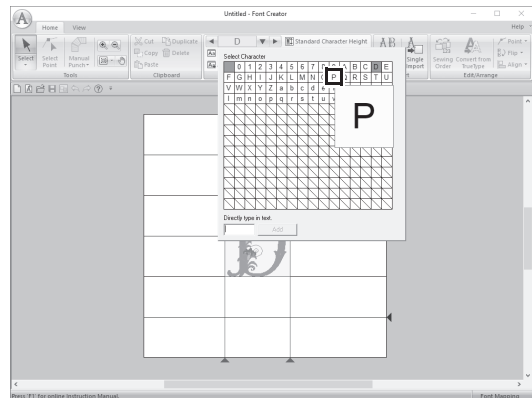 Untitled - Font Creator
Home View Help
Select
Select Point
Manual Punch
Tools
Cut Duplicate
Copy Delete
Paste
Clipboard
D
Standard Character Height
Single Import
Sewing Order
Convert from TrueType
Point
Flip
Align
Edit/Arrange
Select Character
0 1 2 3 4 5 6 7 8 A B C D E
F G H I J K L M N P Q R S T U
V W X Y Z a b c d e
l m n o p q r s t u
P
Directly type in text.
Add
D
Press 'F1' for online Instruction Manual.
Font Mapping